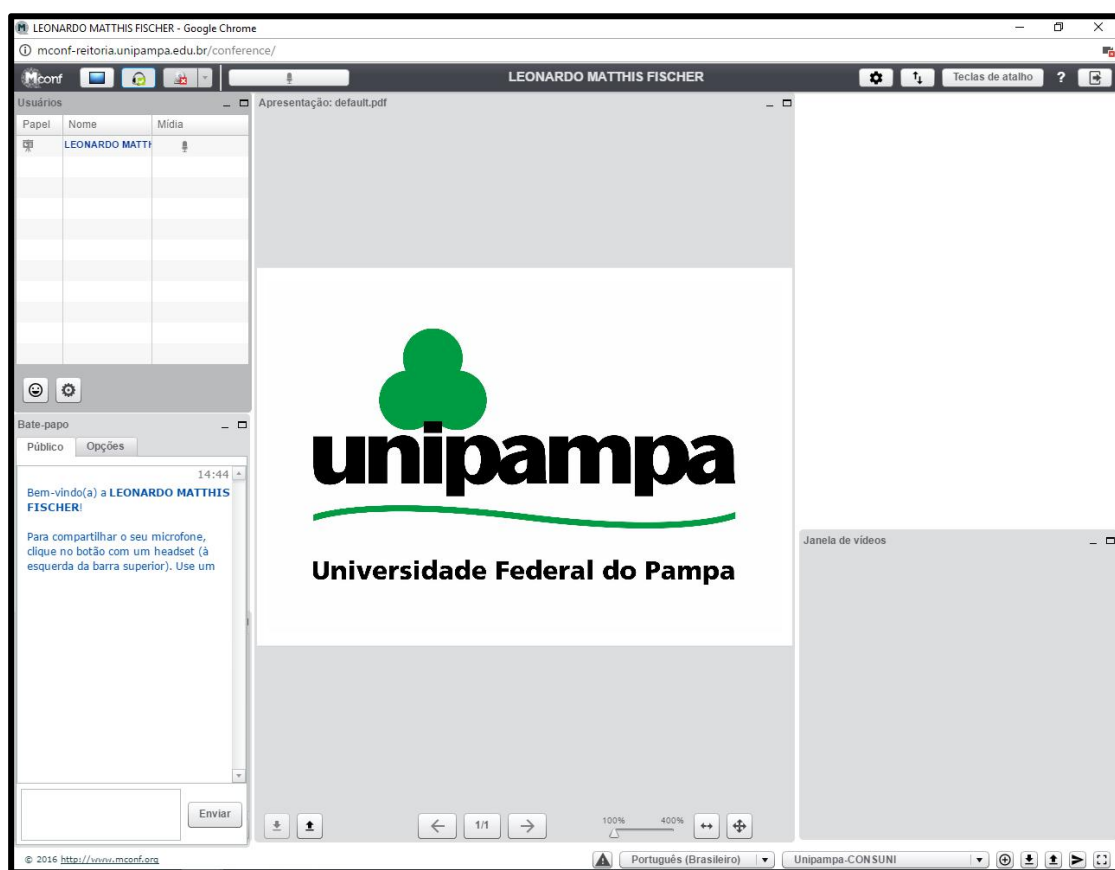 LEONARDO MATTHIS FISCHER - Google Chrome
mconf-reitoria.unipampa.edu.br/conference/
Mconf
LEONARDO MATTHIS FISCHER
Teclas de atalho
?
Usuários
Papel Nome Mídia
LEONARDO MATTH
Bate-papo
Público Opções
14:44
Bem-vindo(a) a LEONARDO MATTHIS
FISCHER!
Para compartilhar o seu microfone,
clique no botão com um headset (à
esquerda da barra superior). Use um
Enviar
Apresentação: default.pdf
unipampa
Universidade Federal do Pampa
1/1
100% 400%
Janela de vídeos
© 2016 http://www.mconf.org
Português (Brasileiro)
Unipampa-CONSUNI